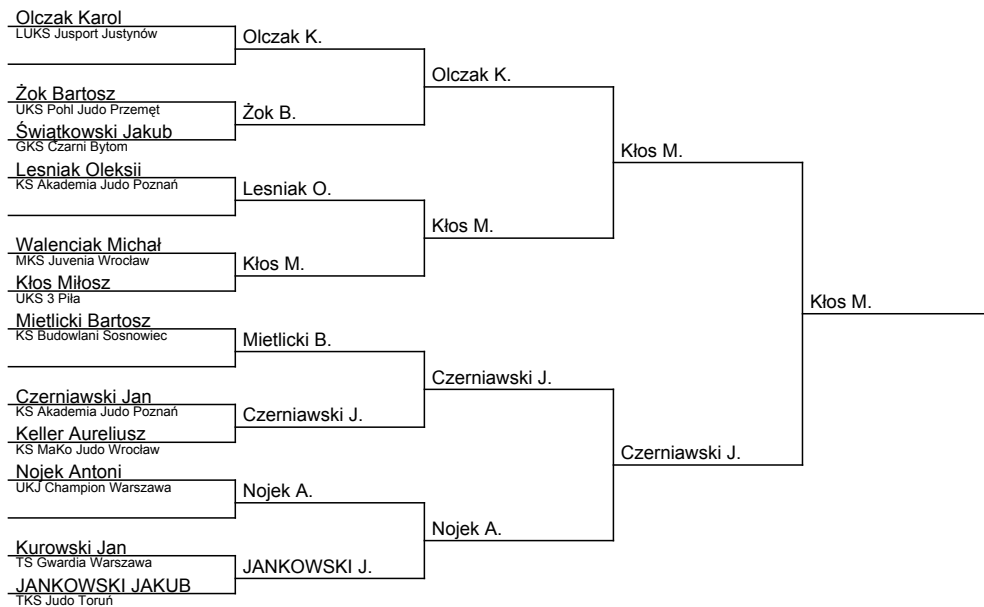 Olczak Karol
LUKS Jusport Justynów
Żok Bartosz
UKS Pohl Judo Przemęt
Świątkowski Jakub
GKS Czarni Bytom
Lesniak Oleksii
KS Akademia Judo Poznań
Walenciak Michał
MKS Juvenia Wrocław
Kłos Miłosz
UKS 3 Piła
Mietlicki Bartosz
KS Budowlani Sosnowiec
Czerniawski Jan
KS Akademia Judo Poznań
Keller Aureliusz
KS MaKo Judo Wrocław
Nojek Antoni
UKJ Champion Warszawa
Kurowski Jan
TS Gwardia Warszawa
JANKOWSKI JAKUB
TKS Judo Toruń
Olczak K.
Żok B.
Lesniak O.
Kłos M.
Mietlicki B.
Czerniawski J.
Nojek A.
JANKOWSKI J.
Olczak K.
Kłos M.
Czerniawski J.
Nojek A.
Kłos M.
Czerniawski J.
Kłos M.